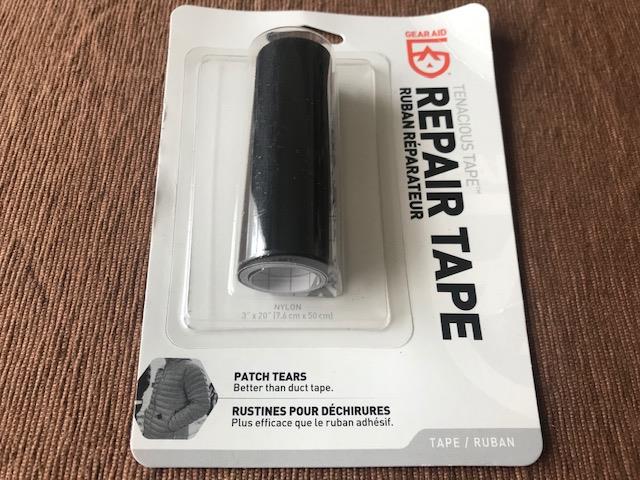 GEAR AID
TENACIOUS TAPE™
REPAIR TAPE
RUBAN RÉPARATEUR
NYLON
3" x 20" (7.6 cm x 50 cm)
PATCH TEARS
Better than duct tape.
RUSTINES POUR DÉCHIRURES
Plus efficace que le ruban adhésif.
TAPE / RUBAN